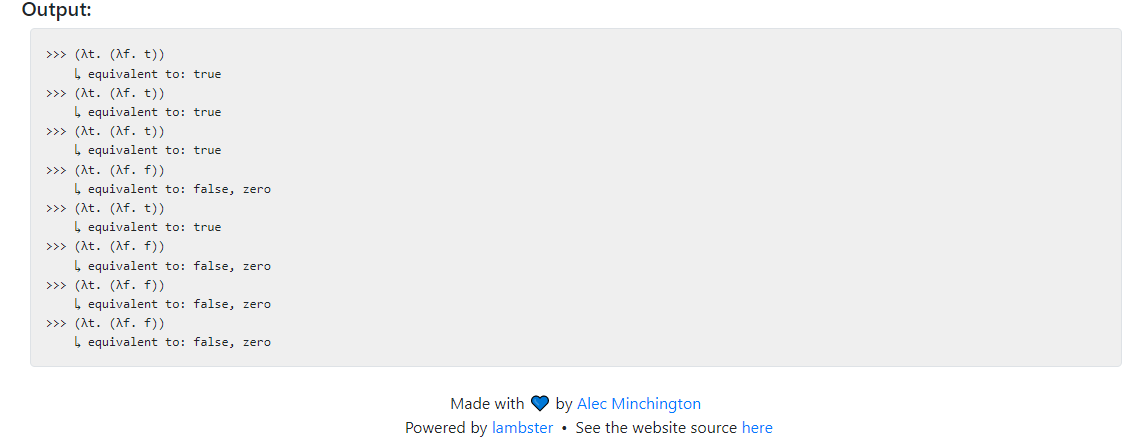 Output:
>>> (λt. (λf. t))
↳ equivalent to: true
>>> (λt. (λf. t))
↳ equivalent to: true
>>> (λt. (λf. t))
↳ equivalent to: true
>>> (λt. (λf. f))
↳ equivalent to: false, zero
>>> (λt. (λf. t))
↳ equivalent to: true
>>> (λt. (λf. f))
↳ equivalent to: false, zero
>>> (λt. (λf. f))
↳ equivalent to: false, zero
>>> (λt. (λf. f))
↳ equivalent to: false, zero
Made with 💙 by Alec Minchington
Powered by lambster • See the website source here